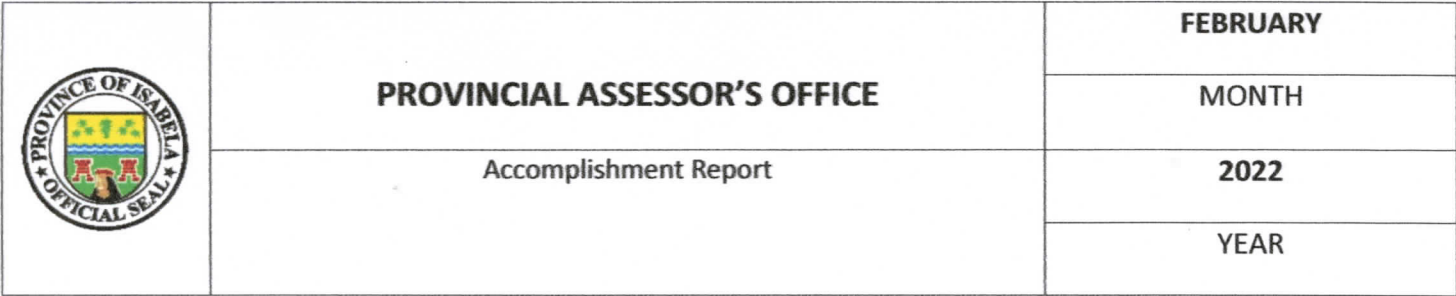 PROVINCE OF ISABELA
OFFICIAL SEAL
PROVINCIAL ASSESSOR'S OFFICE
Accomplishment Report
FEBRUARY
MONTH
2022
YEAR